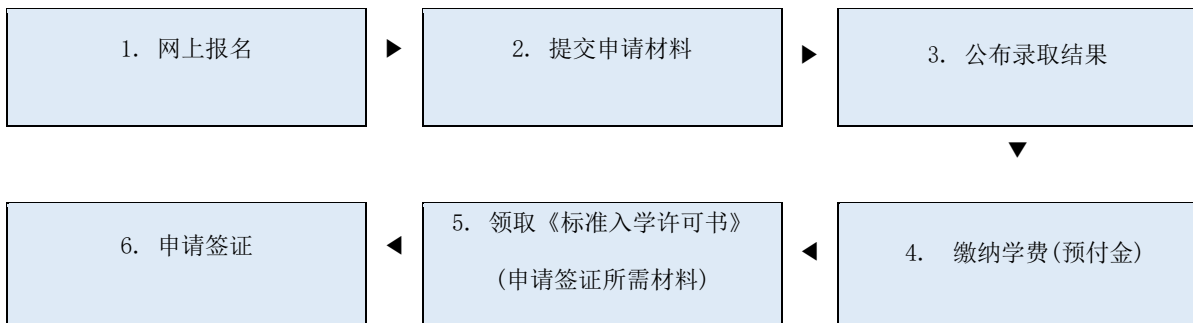 1. 网上报名
2. 提交申请材料
3. 公布录取结果
4. 缴纳学费(预付金)
5. 领取《标准入学许可书》
(申请签证所需材料)
6. 申请签证